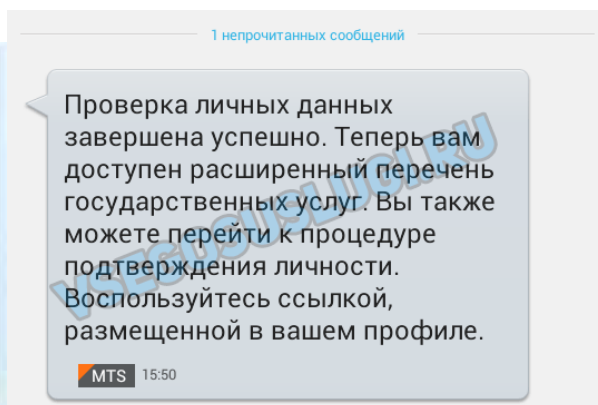 1 непрочитанных сообщений
Проверка личных данных
завершена успешно. Теперь вам
доступен расширенный перечень
государственных услуг. Вы также
можете перейти к процедуре
подтверждения личности.
Воспользуйтесь ссылкой,
размещенной в вашем профиле.
VSEGOSUSLUGI.RU
MTS 15:50